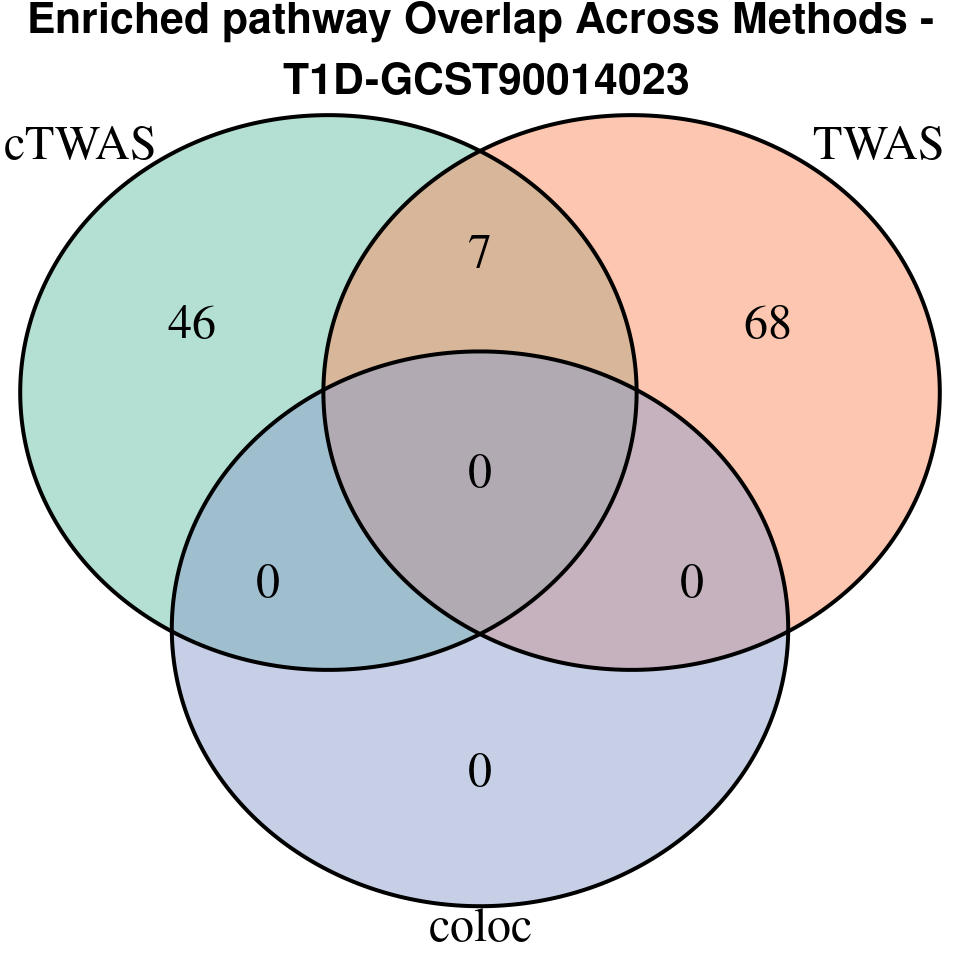 Enriched pathway Overlap Across Methods -
T1D-GCST90014023
cTWAS
TWAS
7
46
68
0
0
0
0
coloc